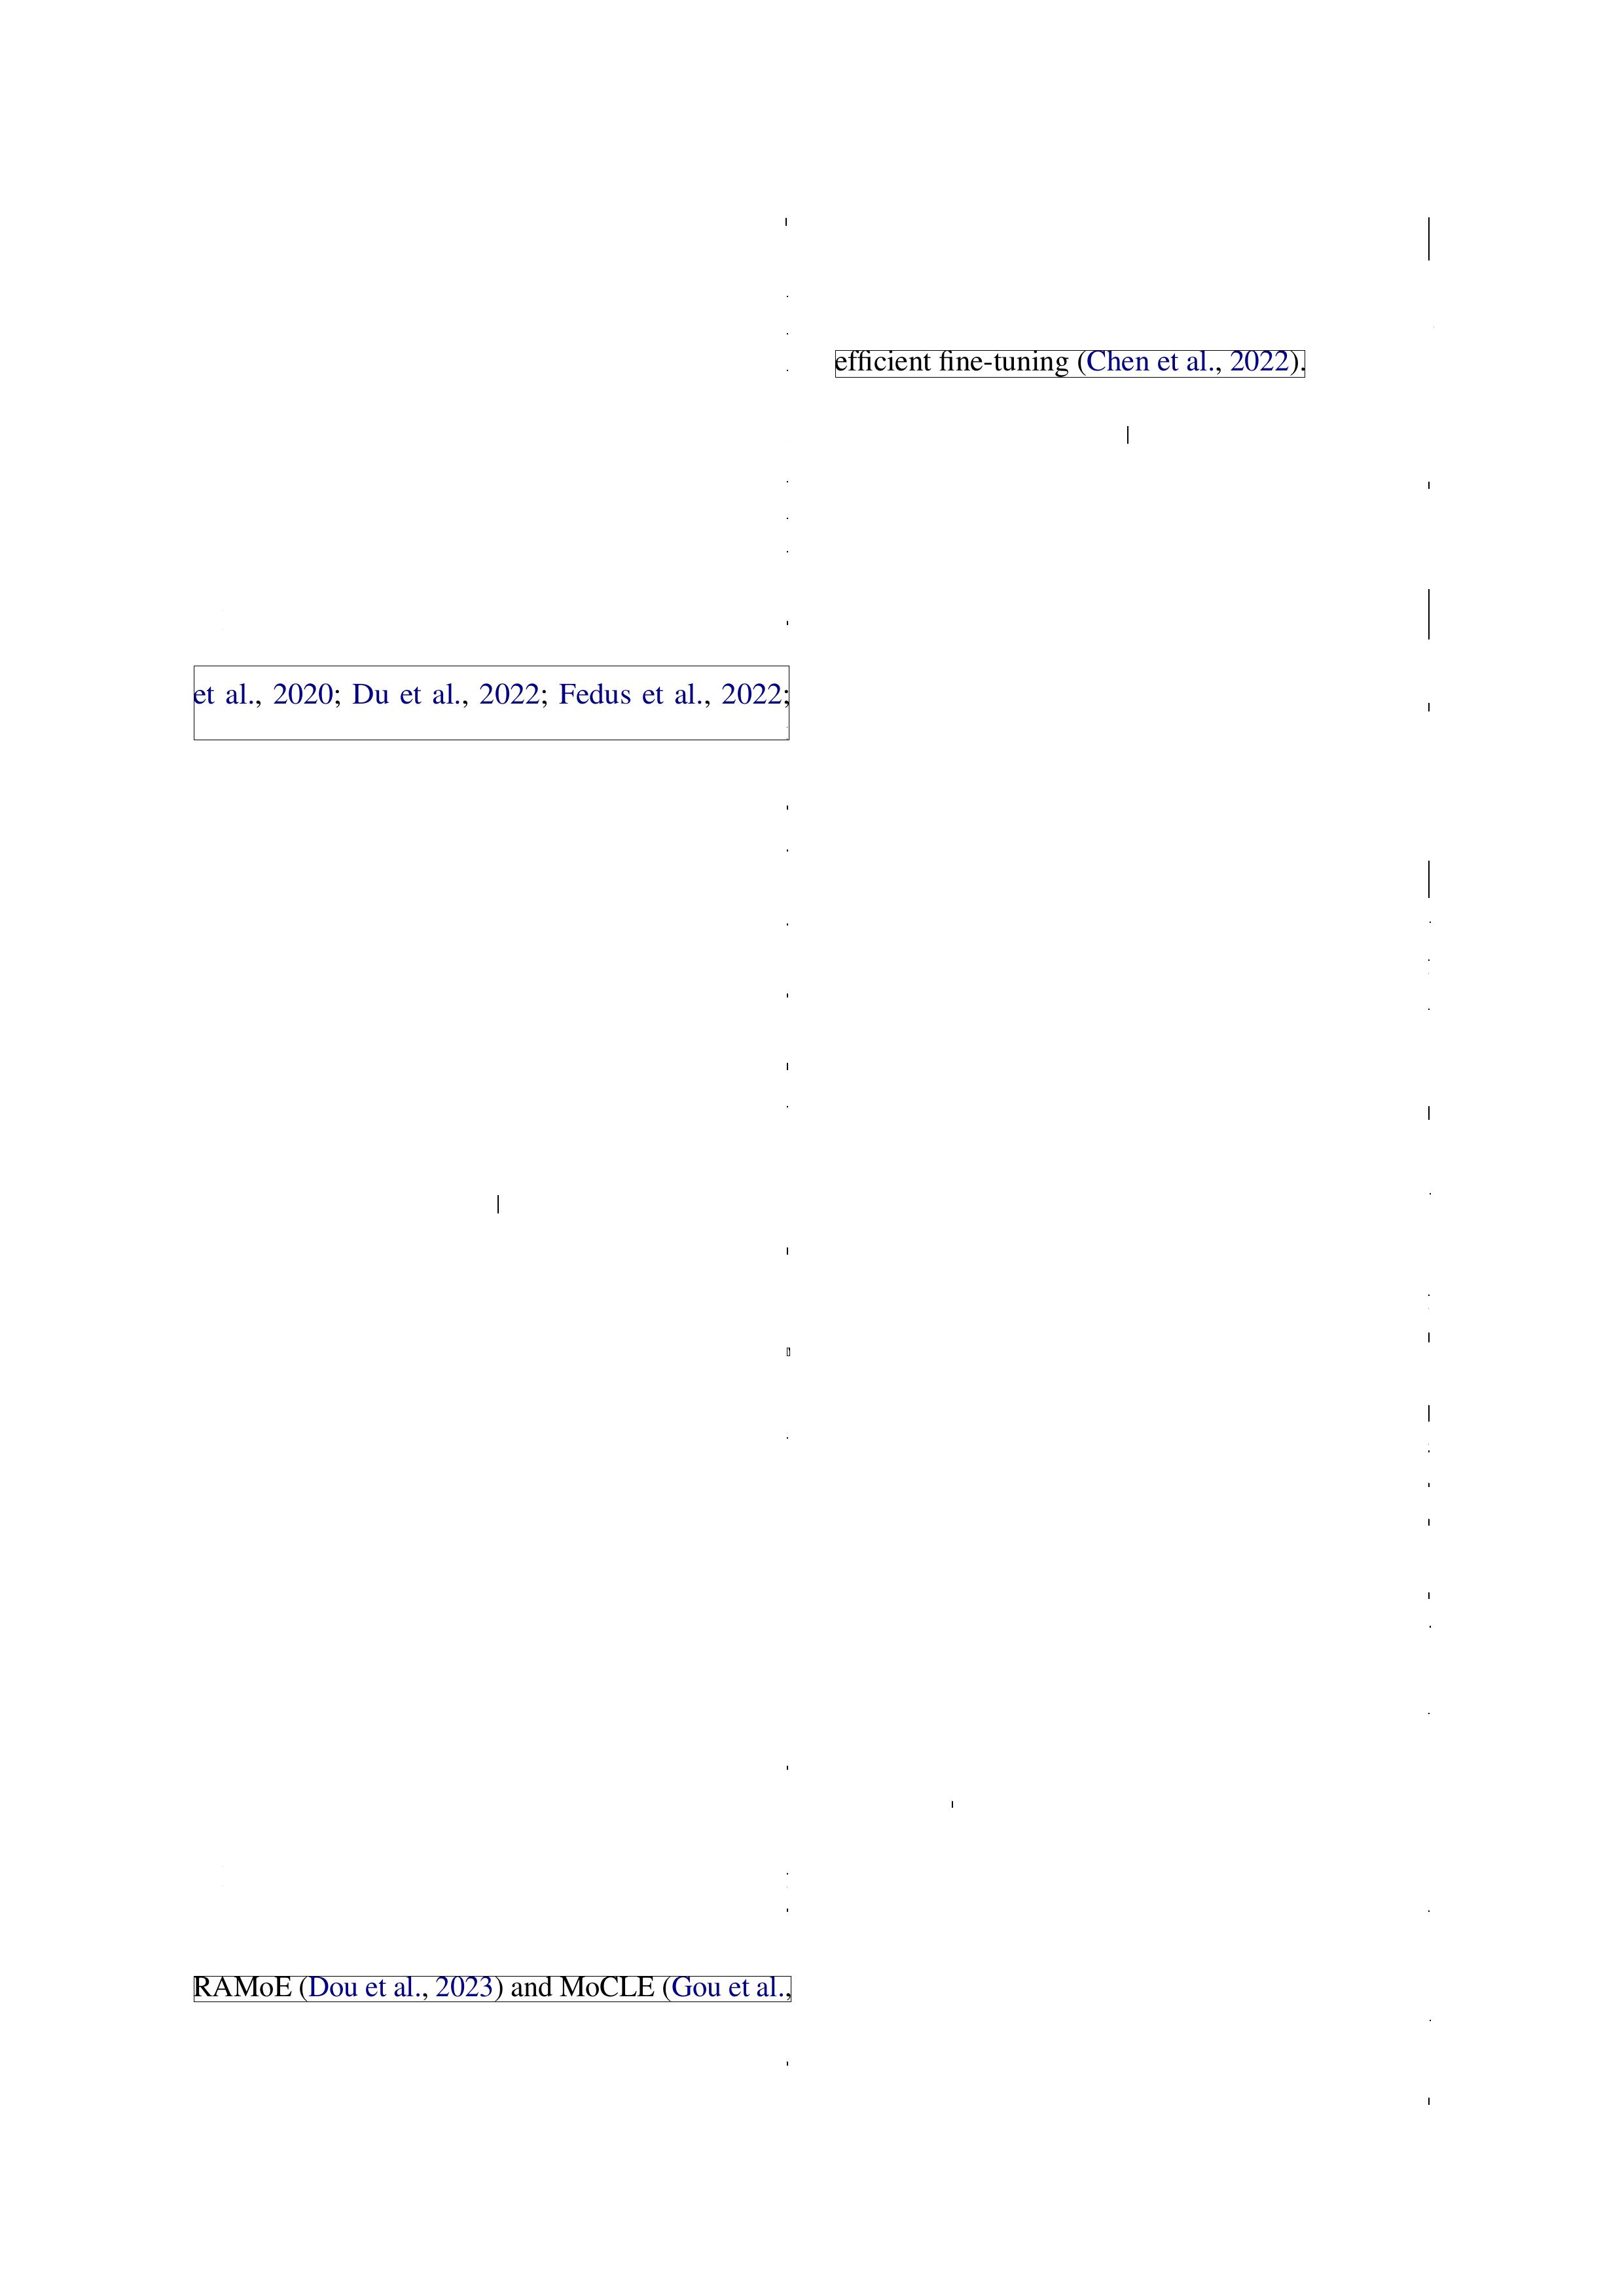 et al., 2020; Du et al., 2022; Fedus et al., 2022;
RAMoE (Dou et al., 2023) and MoCLE (Gou et al.,
efficient fine-tuning (Chen et al., 2022).